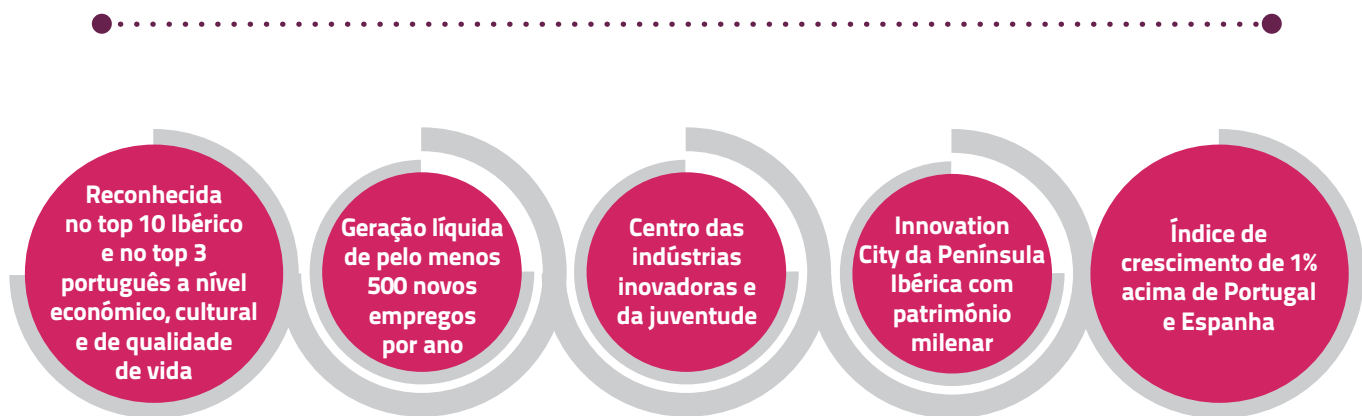 Reconhecida
no top 10 Ibérico
e no top 3
português a nível
económico, cultural
e de qualidade
de vida
Geração líquida
de pelo menos
500 novos
empregos
por ano
Centro das
indústrias
inovadoras e
da juventude
Innovation
City da Península
Ibérica com
património
milenar
Índice de
crescimento de 1%
acima de Portugal
e Espanha